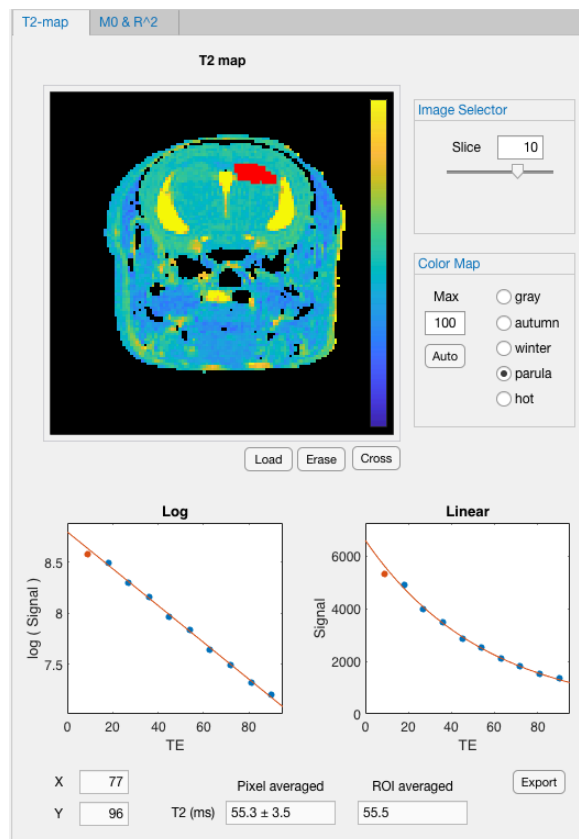 T2-map M0 & R^2
T2 map
Image Selector
Slice 10
Color Map
Max
100
Auto
gray
autumn
winter
parula
hot
Load Erase Cross
Log
log ( Signal )
8.5
8
7.5
0 20 40 60 80
TE
Linear
Signal
6000
4000
2000
0
0 20 40 60 80
TE
X 77
Y 96
Pixel averaged ROI averaged
T2 (ms) 55.3 ± 3.5 55.5
Export